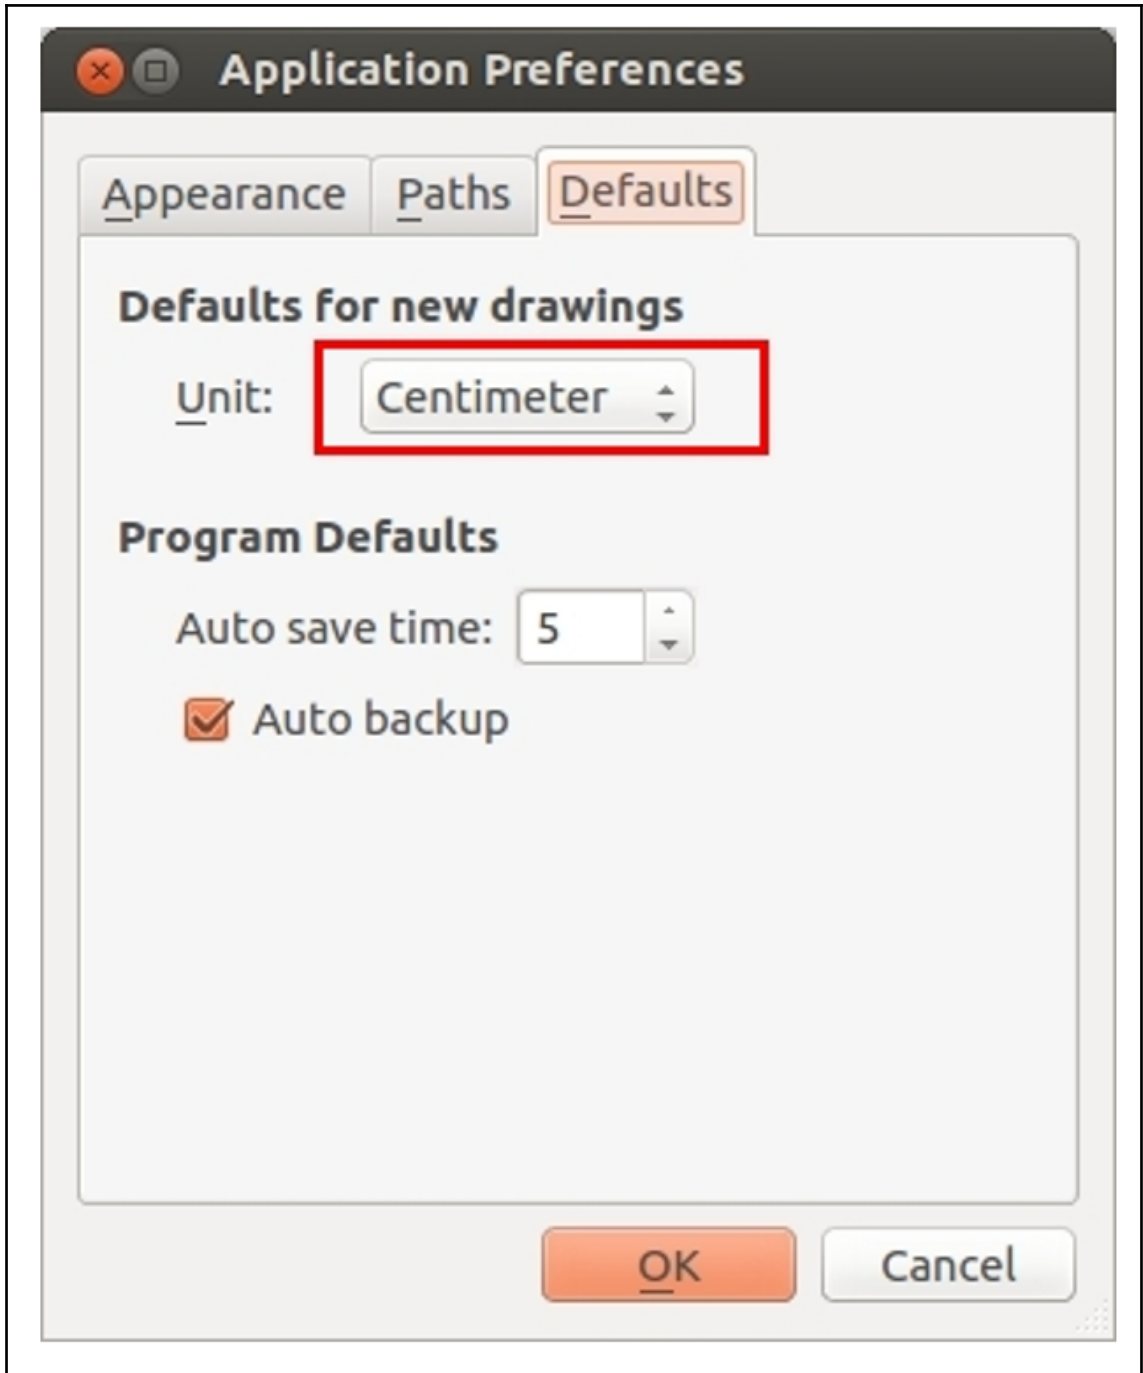 Application Preferences
Appearance Paths Defaults
Defaults for new drawings
Unit: Centimeter
Program Defaults
Auto save time: 5
Auto backup
OK Cancel